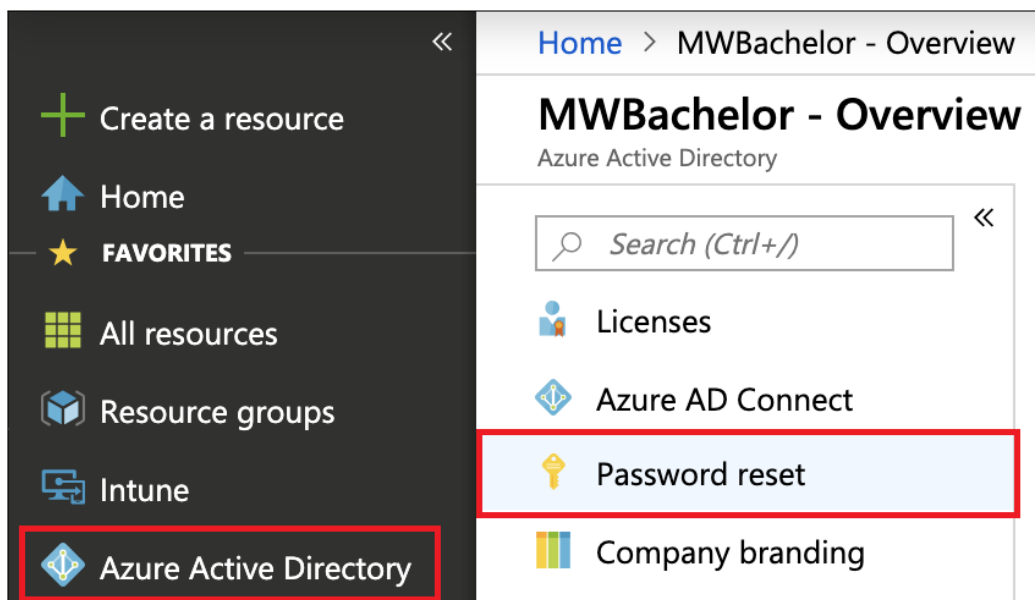 «
Create a resource
Home
FAVORITES
All resources
Resource groups
Intune
Azure Active Directory
Home > MWBachelor - Overview
MWBachelor - Overview
Azure Active Directory
«
Search (Ctrl+/)
Licenses
Azure AD Connect
Password reset
Company branding